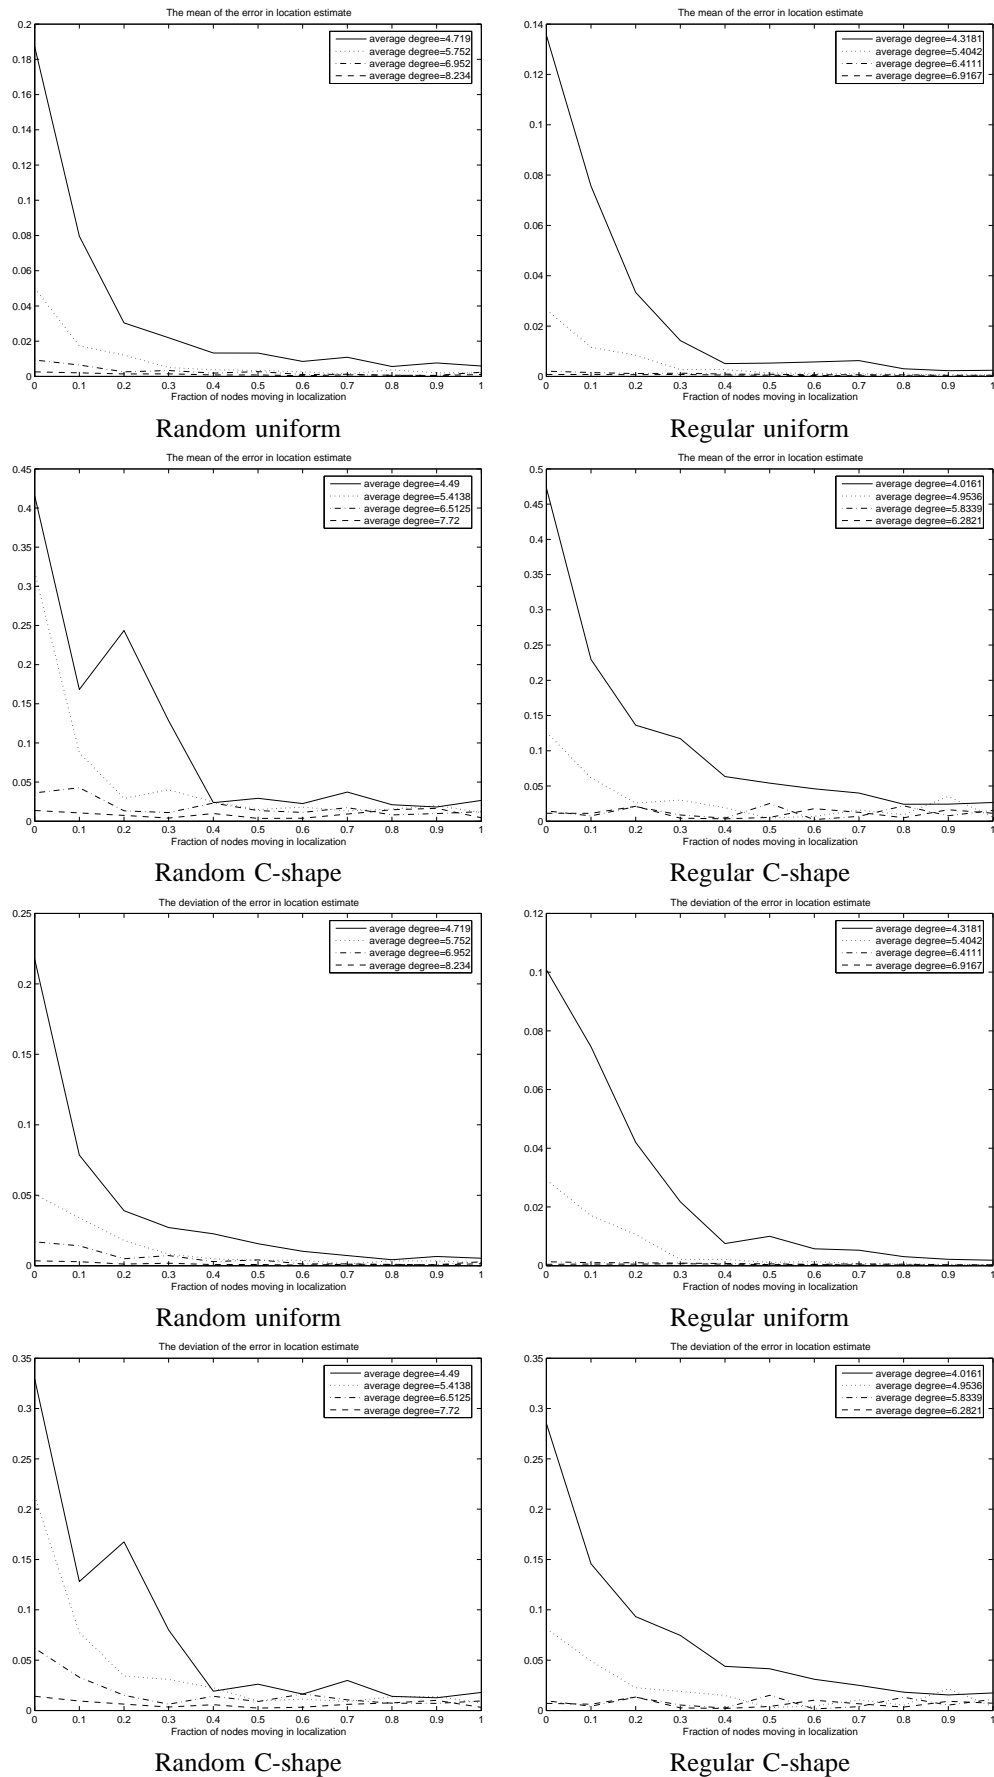 The mean of the error in location estimate
0.2
0.18
0.16
0.14
0.12
0.1
0.08
0.06
0.04
0.02
0
average degree=4.719
average degree=5.752
average degree=6.952
average degree=8.234
0 0.1 0.2 0.3 0.4 0.5 0.6 0.7 0.8 0.9 1
Fraction of nodes moving in localization
Random uniform
The mean of the error in location estimate
0.14
0.12
0.1
0.08
0.06
0.04
0.02
0
average degree=4.3181
average degree=5.4042
average degree=6.4111
average degree=6.9167
0 0.1 0.2 0.3 0.4 0.5 0.6 0.7 0.8 0.9 1
Fraction of nodes moving in localization
Regular uniform
The mean of the error in location estimate
0.45
0.4
0.35
0.3
0.25
0.2
0.15
0.1
0.05
0
average degree=4.49
average degree=5.4138
average degree=6.5125
average degree=7.72
0 0.1 0.2 0.3 0.4 0.5 0.6 0.7 0.8 0.9 1
Fraction of nodes moving in localization
Random C-shape
The mean of the error in location estimate
0.5
0.45
0.4
0.35
0.3
0.25
0.2
0.15
0.1
0.05
0
average degree=4.0161
average degree=4.9536
average degree=5.8339
average degree=6.2821
0 0.1 0.2 0.3 0.4 0.5 0.6 0.7 0.8 0.9 1
Fraction of nodes moving in localization
Regular C-shape
The deviation of the error in location estimate
0.25
0.2
0.15
0.1
0.05
0
average degree=4.719
average degree=5.752
average degree=6.952
average degree=8.234
0 0.1 0.2 0.3 0.4 0.5 0.6 0.7 0.8 0.9 1
Fraction of nodes moving in localization
Random uniform
The deviation of the error in location estimate
0.12
0.1
0.08
0.06
0.04
0.02
0
average degree=4.3181
average degree=5.4042
average degree=6.4111
average degree=6.9167
0 0.1 0.2 0.3 0.4 0.5 0.6 0.7 0.8 0.9 1
Fraction of nodes moving in localization
Regular uniform
The deviation of the error in location estimate
0.35
0.3
0.25
0.2
0.15
0.1
0.05
0
average degree=4.49
average degree=5.4138
average degree=6.5125
average degree=7.72
0 0.1 0.2 0.3 0.4 0.5 0.6 0.7 0.8 0.9 1
Fraction of nodes moving in localization
Random C-shape
The deviation of the error in location estimate
0.35
0.3
0.25
0.2
0.15
0.1
0.05
0
average degree=4.0161
average degree=4.9536
average degree=5.8339
average degree=6.2821
0 0.1 0.2 0.3 0.4 0.5 0.6 0.7 0.8 0.9 1
Fraction of nodes moving in localization
Regular C-shape